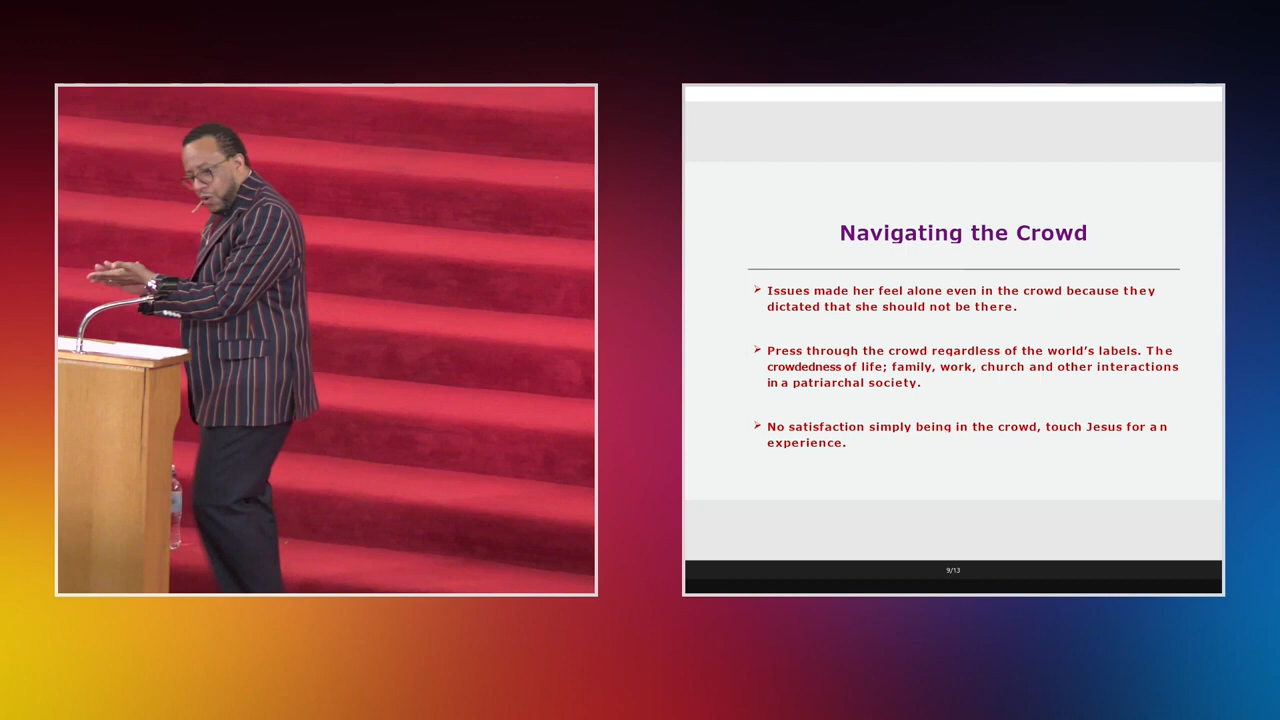 Navigating the Crowd
➢ Issues made her feel alone even in the crowd because they
dictated that she should not be there.
➢ Press through the crowd regardless of the world’s labels. The
crowdedness of life; family, work, church and other interactions
in a patriarchal society.
➢ No satisfaction simply being in the crowd, touch Jesus for an
experience.
9/13